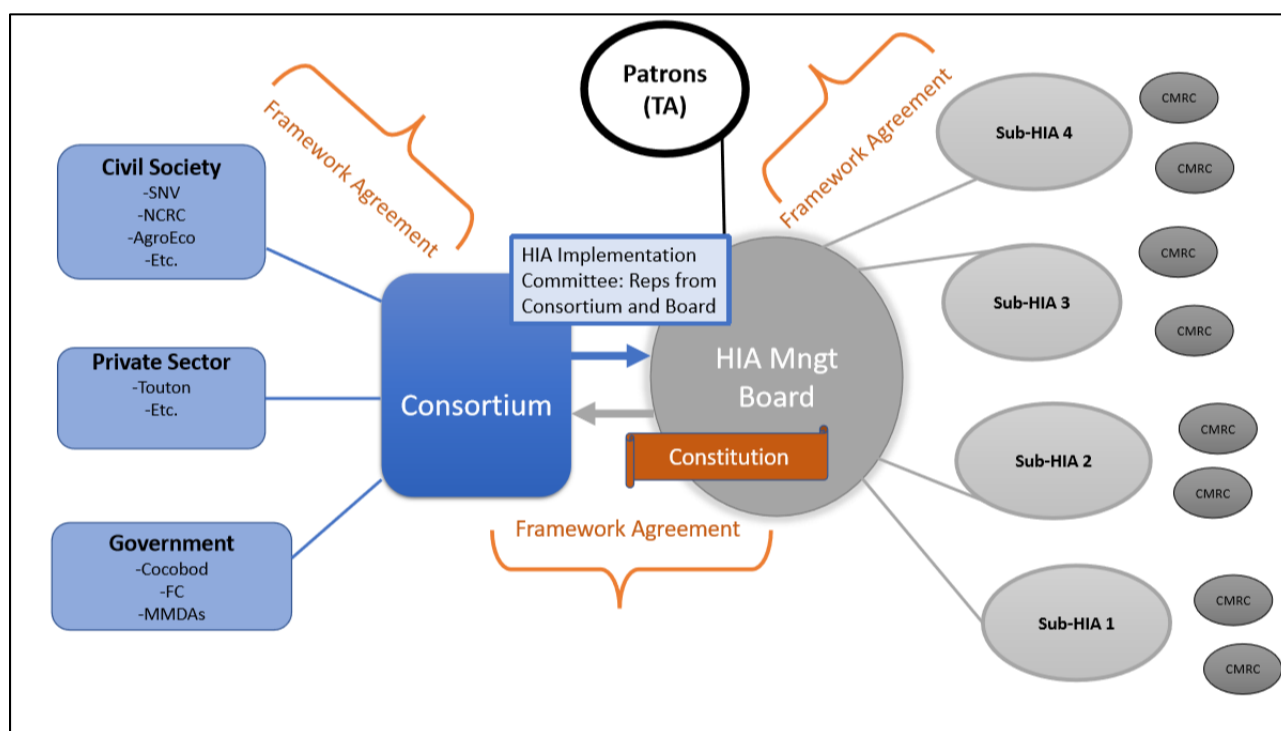 Patrons
(TA)
Framework Agreement
Framework Agreement
Civil Society
-SNV
-NCRC
-AgroEco
-Etc.
Private Sector
-Touton
-Etc.
Government
-Cocobod
-FC
-MMDAs
HIA Implementation
Committee: Reps from
Consortium and Board
Consortium
HIA Mngt
Board
Constitution
Framework Agreement
Sub-HIA 4
CMRC
CMRC
Sub-HIA 3
CMRC
CMRC
Sub-HIA 2
CMRC
CMRC
Sub-HIA 1
CMRC
CMRC